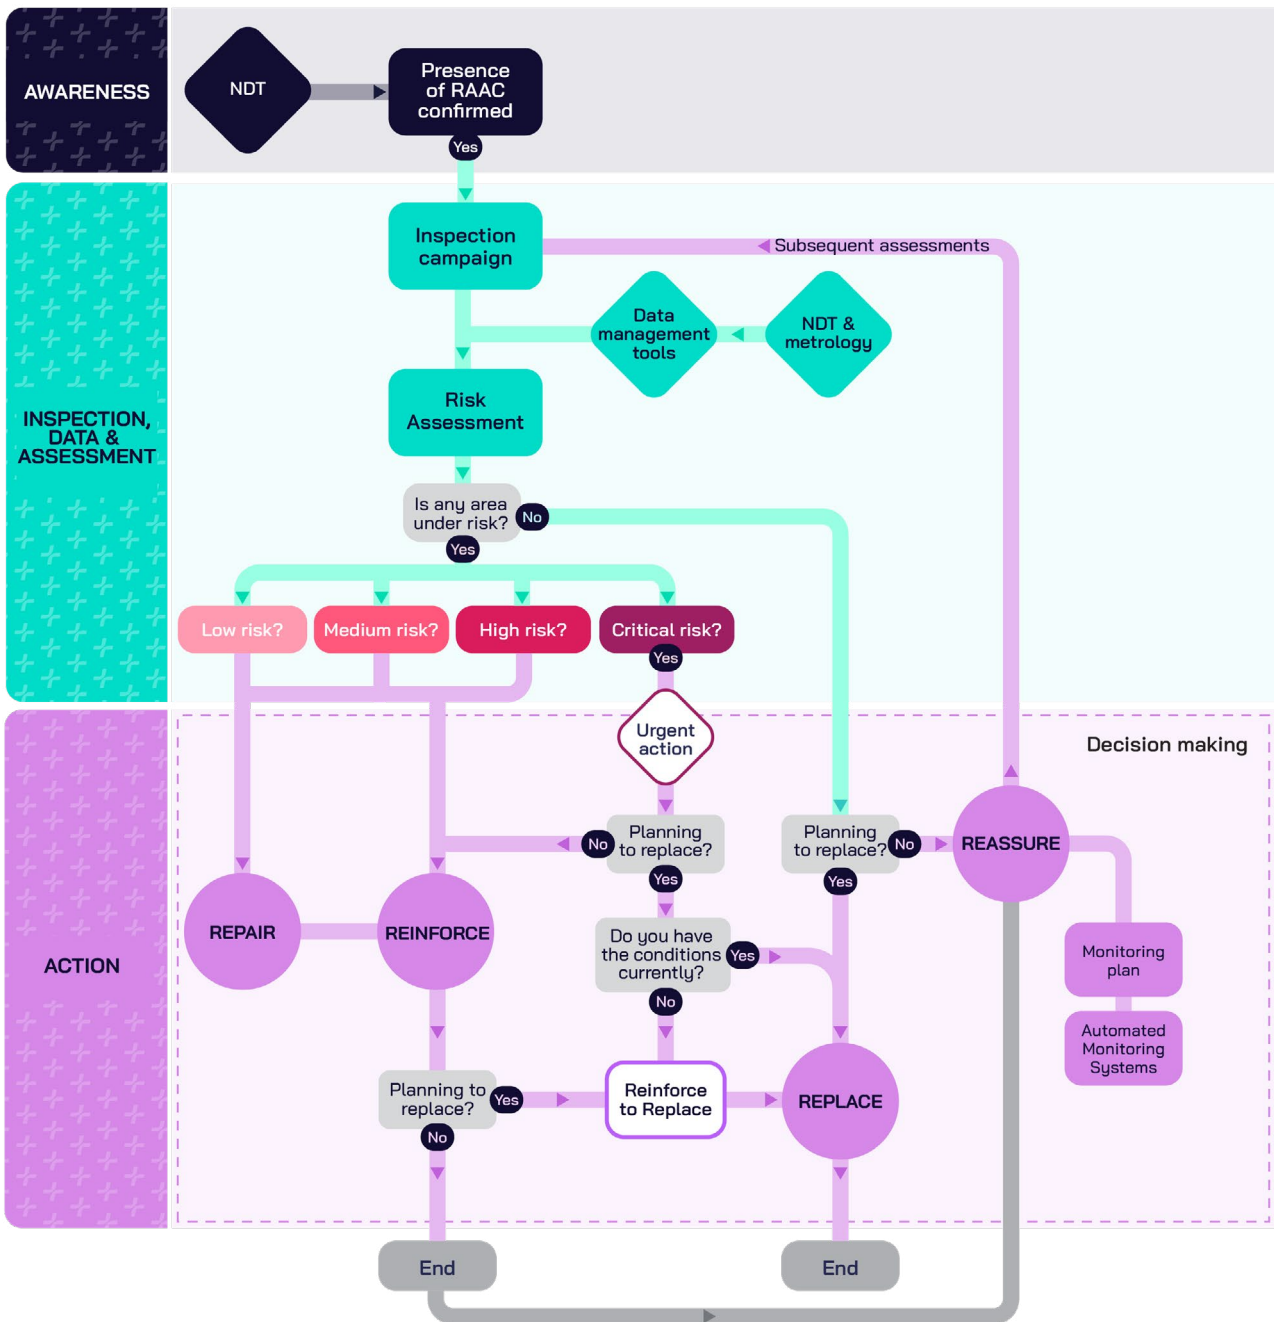 AWARENESS
NDT
Presence
of RAAC
confirmed
Yes
INSPECTION,
DATA &
ASSESSMENT
Inspection
campaign
Subsequent assessments
Data
management
tools
NDT &
metrology
Risk
Assessment
Is any area
under risk?
No
Yes
Low risk?
Medium risk?
High risk?
Critical risk?
Yes
ACTION
Decision making
Urgent
action
Planning
to replace?
No
Yes
Planning
to replace?
No
Yes
REASSURE
REPAIR
REINFORCE
Do you have
the conditions
currently?
Yes
No
Monitoring
plan
Automated
Monitoring
Systems
Planning to
replace?
Yes
No
Reinforce
to Replace
REPLACE
End
End